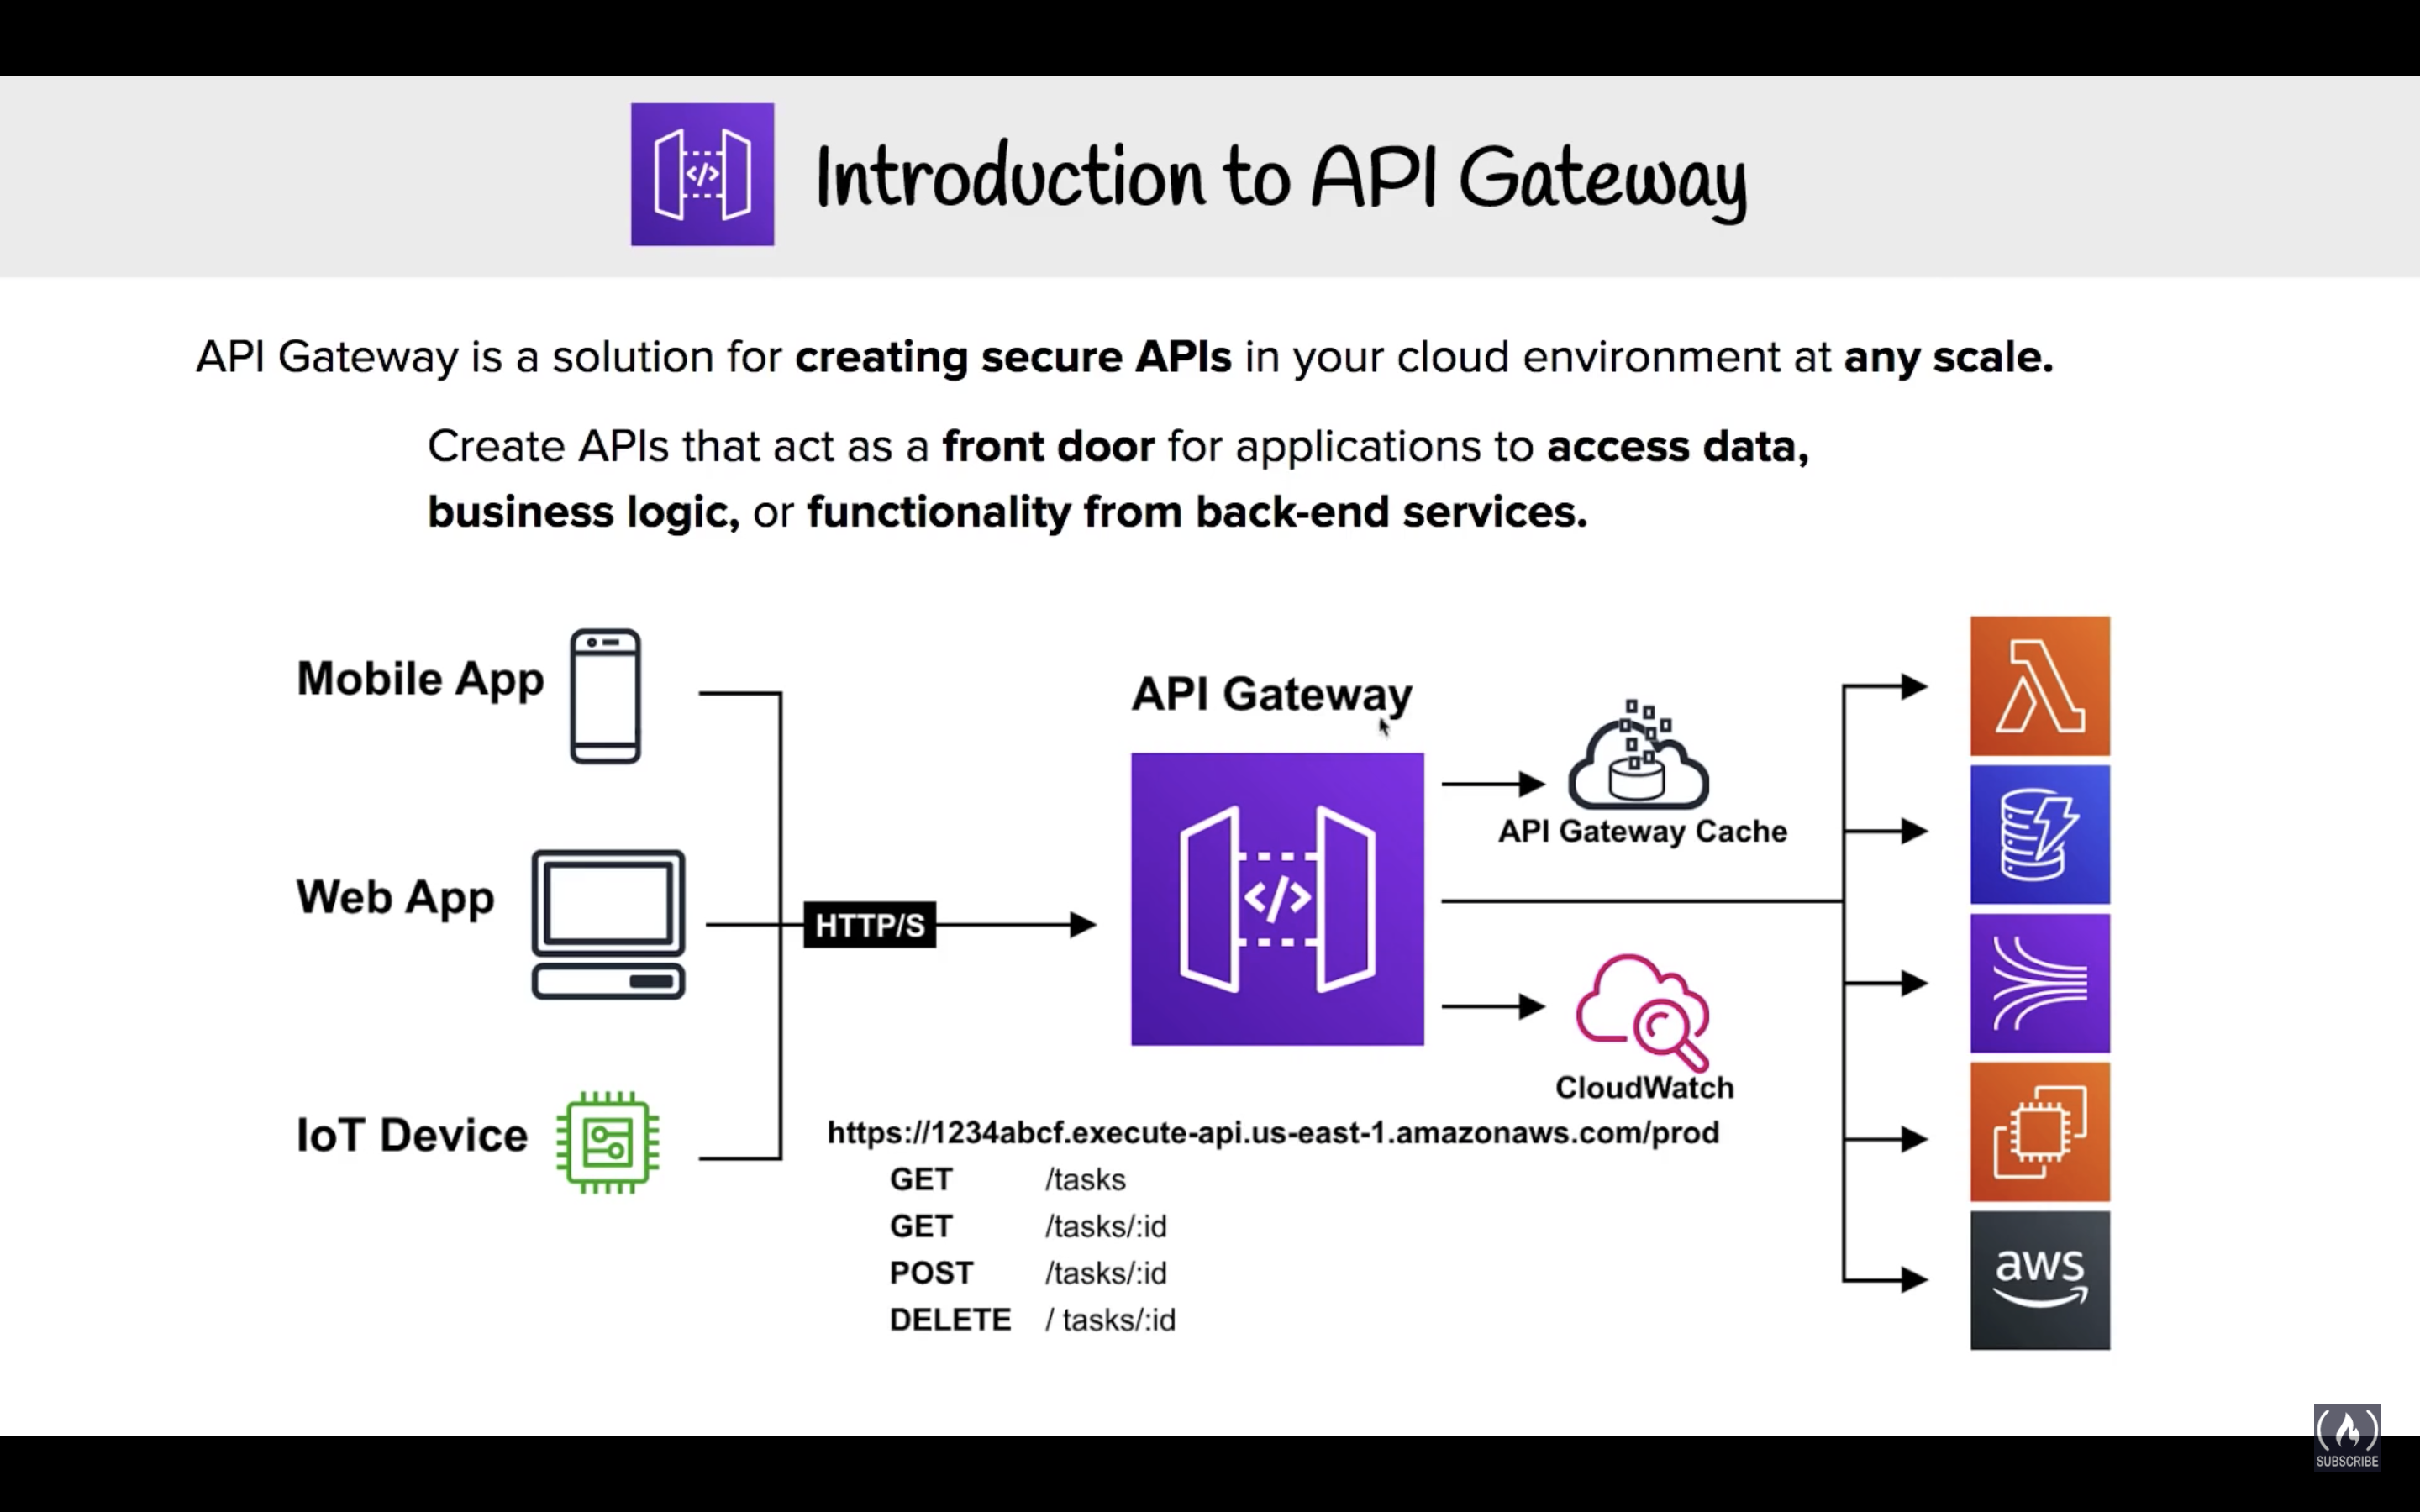 Introduction to API Gateway
API Gateway is a solution for creating secure APIs in your cloud environment at any scale.
Create APIs that act as a front door for applications to access data,
business logic, or functionality from back-end services.
Mobile App
Web App
IoT Device
HTTP/S
API Gateway
API Gateway Cache
CloudWatch
https://1234abcf.execute-api.us-east-1.amazonaws.com/prod
GET /tasks
GET /tasks/:id
POST /tasks/:id
DELETE / tasks/:id
aws
SUBSCRIBE